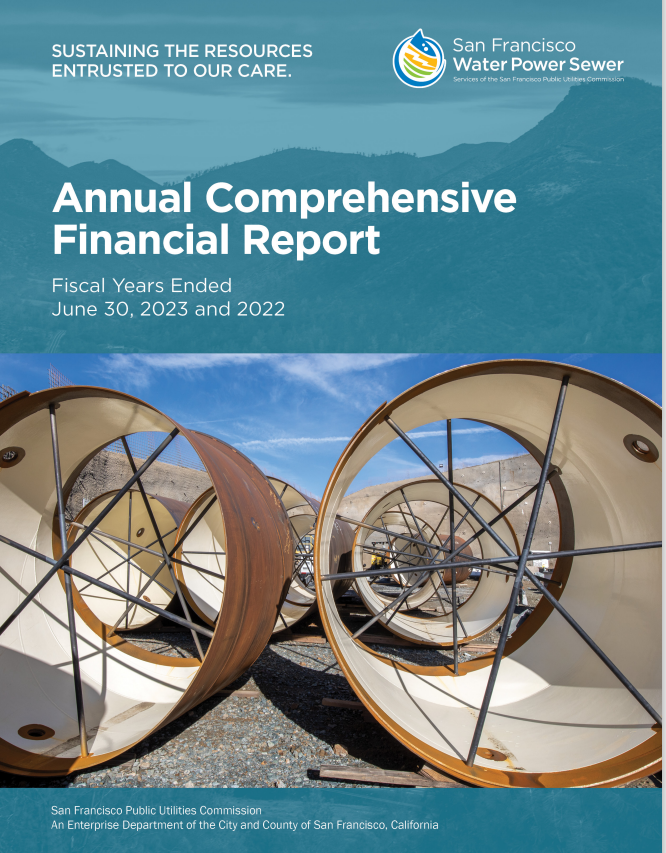 SUSTAINING THE RESOURCES
ENTRUSTED TO OUR CARE.
San Francisco
Water Power Sewer
Services of the San Francisco Public Utilities Commission
Annual Comprehensive
Financial Report
Fiscal Years Ended
June 30, 2023 and 2022
San Francisco Public Utilities Commission
An Enterprise Department of the City and County of San Francisco, California